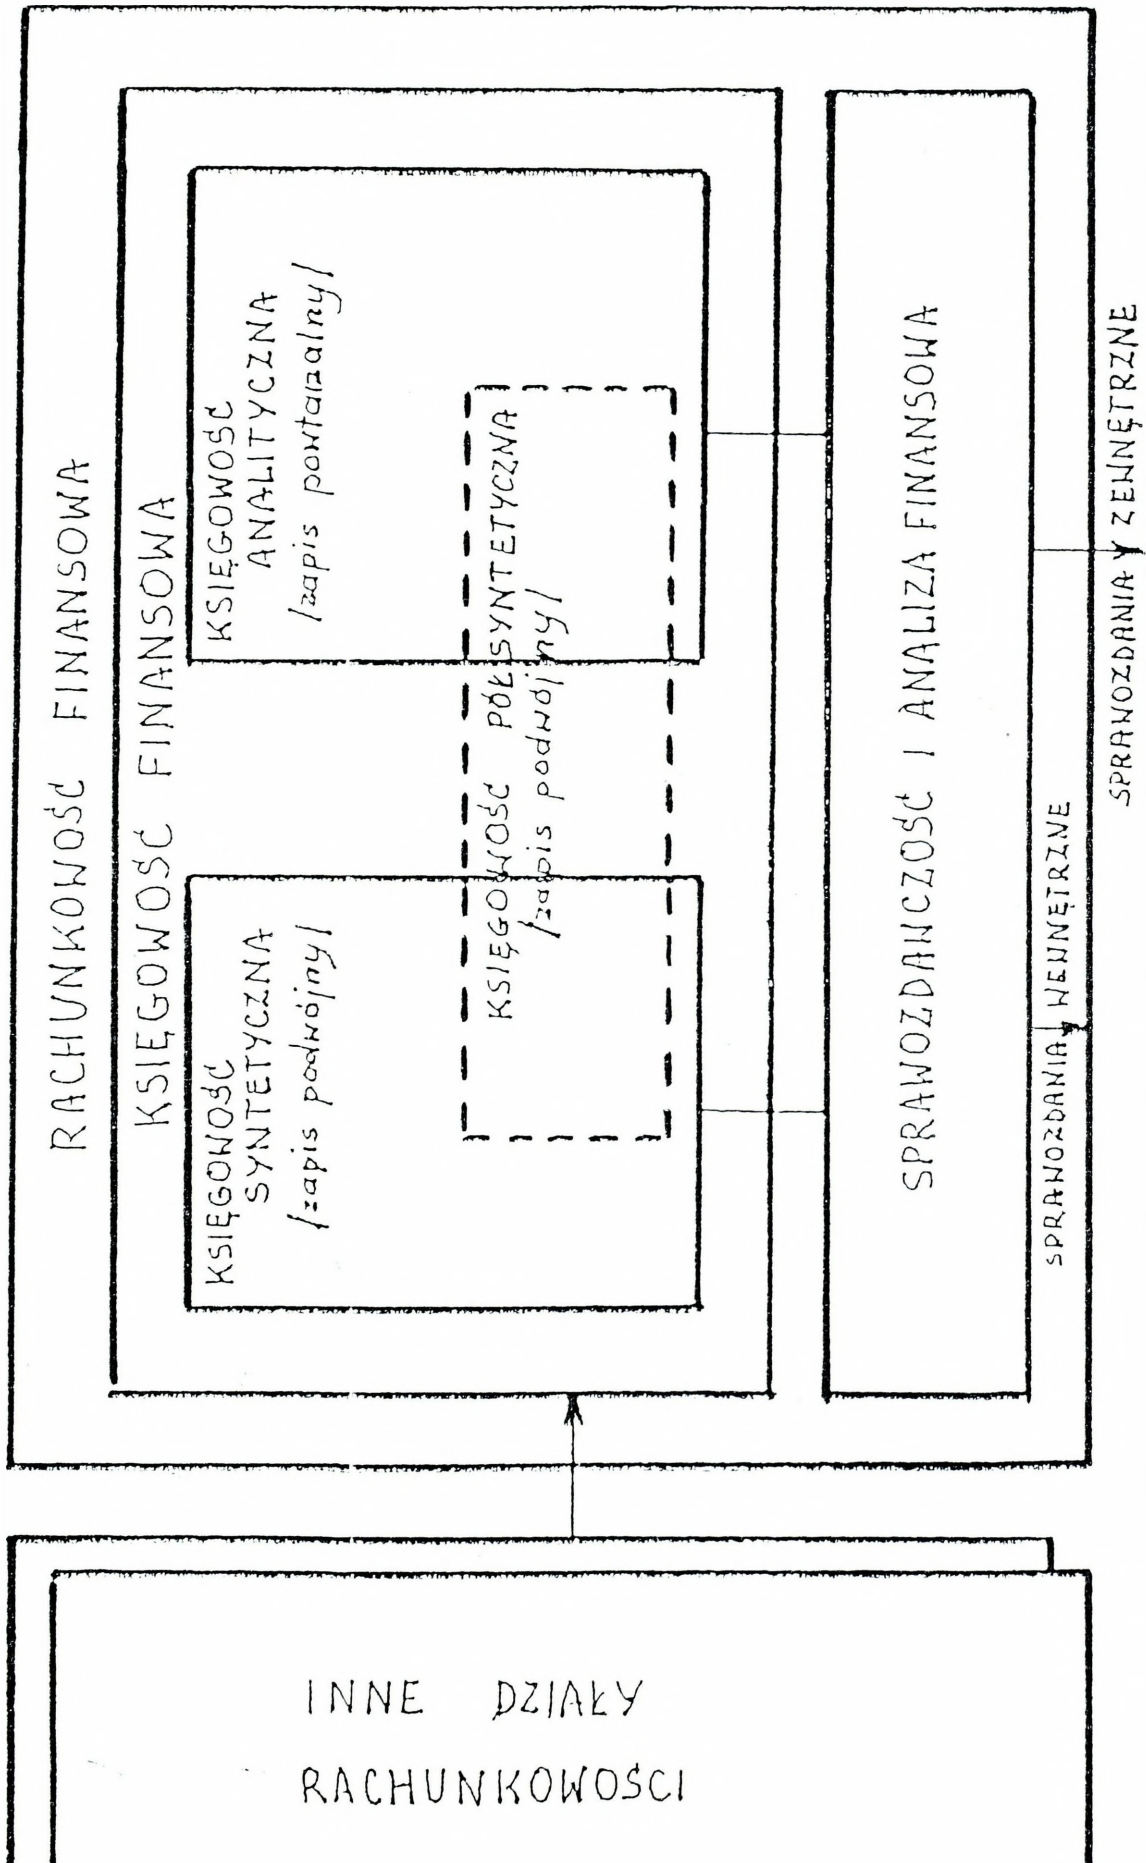 RACHUNKOWOŚĆ FINANSOWA
KSIĘGOWOŚĆ FINANSOWA
KSIĘGOWOŚĆ
SYNTETYCZNA
/zapis podwójny/
KSIĘGOWOŚĆ
ANALITYCZNA
/zapis powtarzalny/
KSIĘGOWOŚĆ PÓŁSYNTETYCZNA
/zapis podwójny/
SPRAWOZDAWCZOŚĆ I ANALIZA FINANSOWA
SPRAWOZDANIA WEWNĘTRZNE
SPRAWOZDANIA ZEWNĘTRZNE
INNE DZIAŁY
RACHUNKOWOŚCI